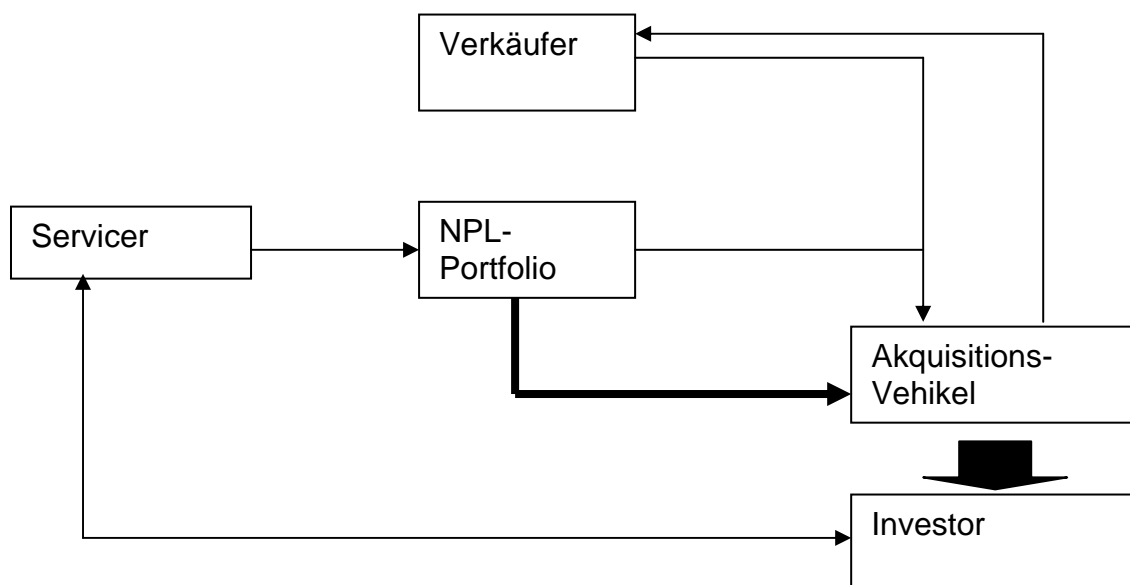 Verkäufer
Servicer
NPL-
Portfolio
Akquisitions-
Vehikel
Investor